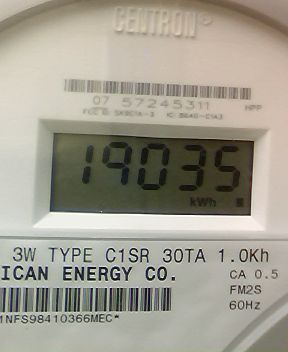 CENTRON
07 57245311 HPP
19035
kWh
3W TYPE C1SR 30TA 1.0Kh
ICAN ENERGY CO. CA 0.5
FM2S
60Hz
1NFS98410366MEC*